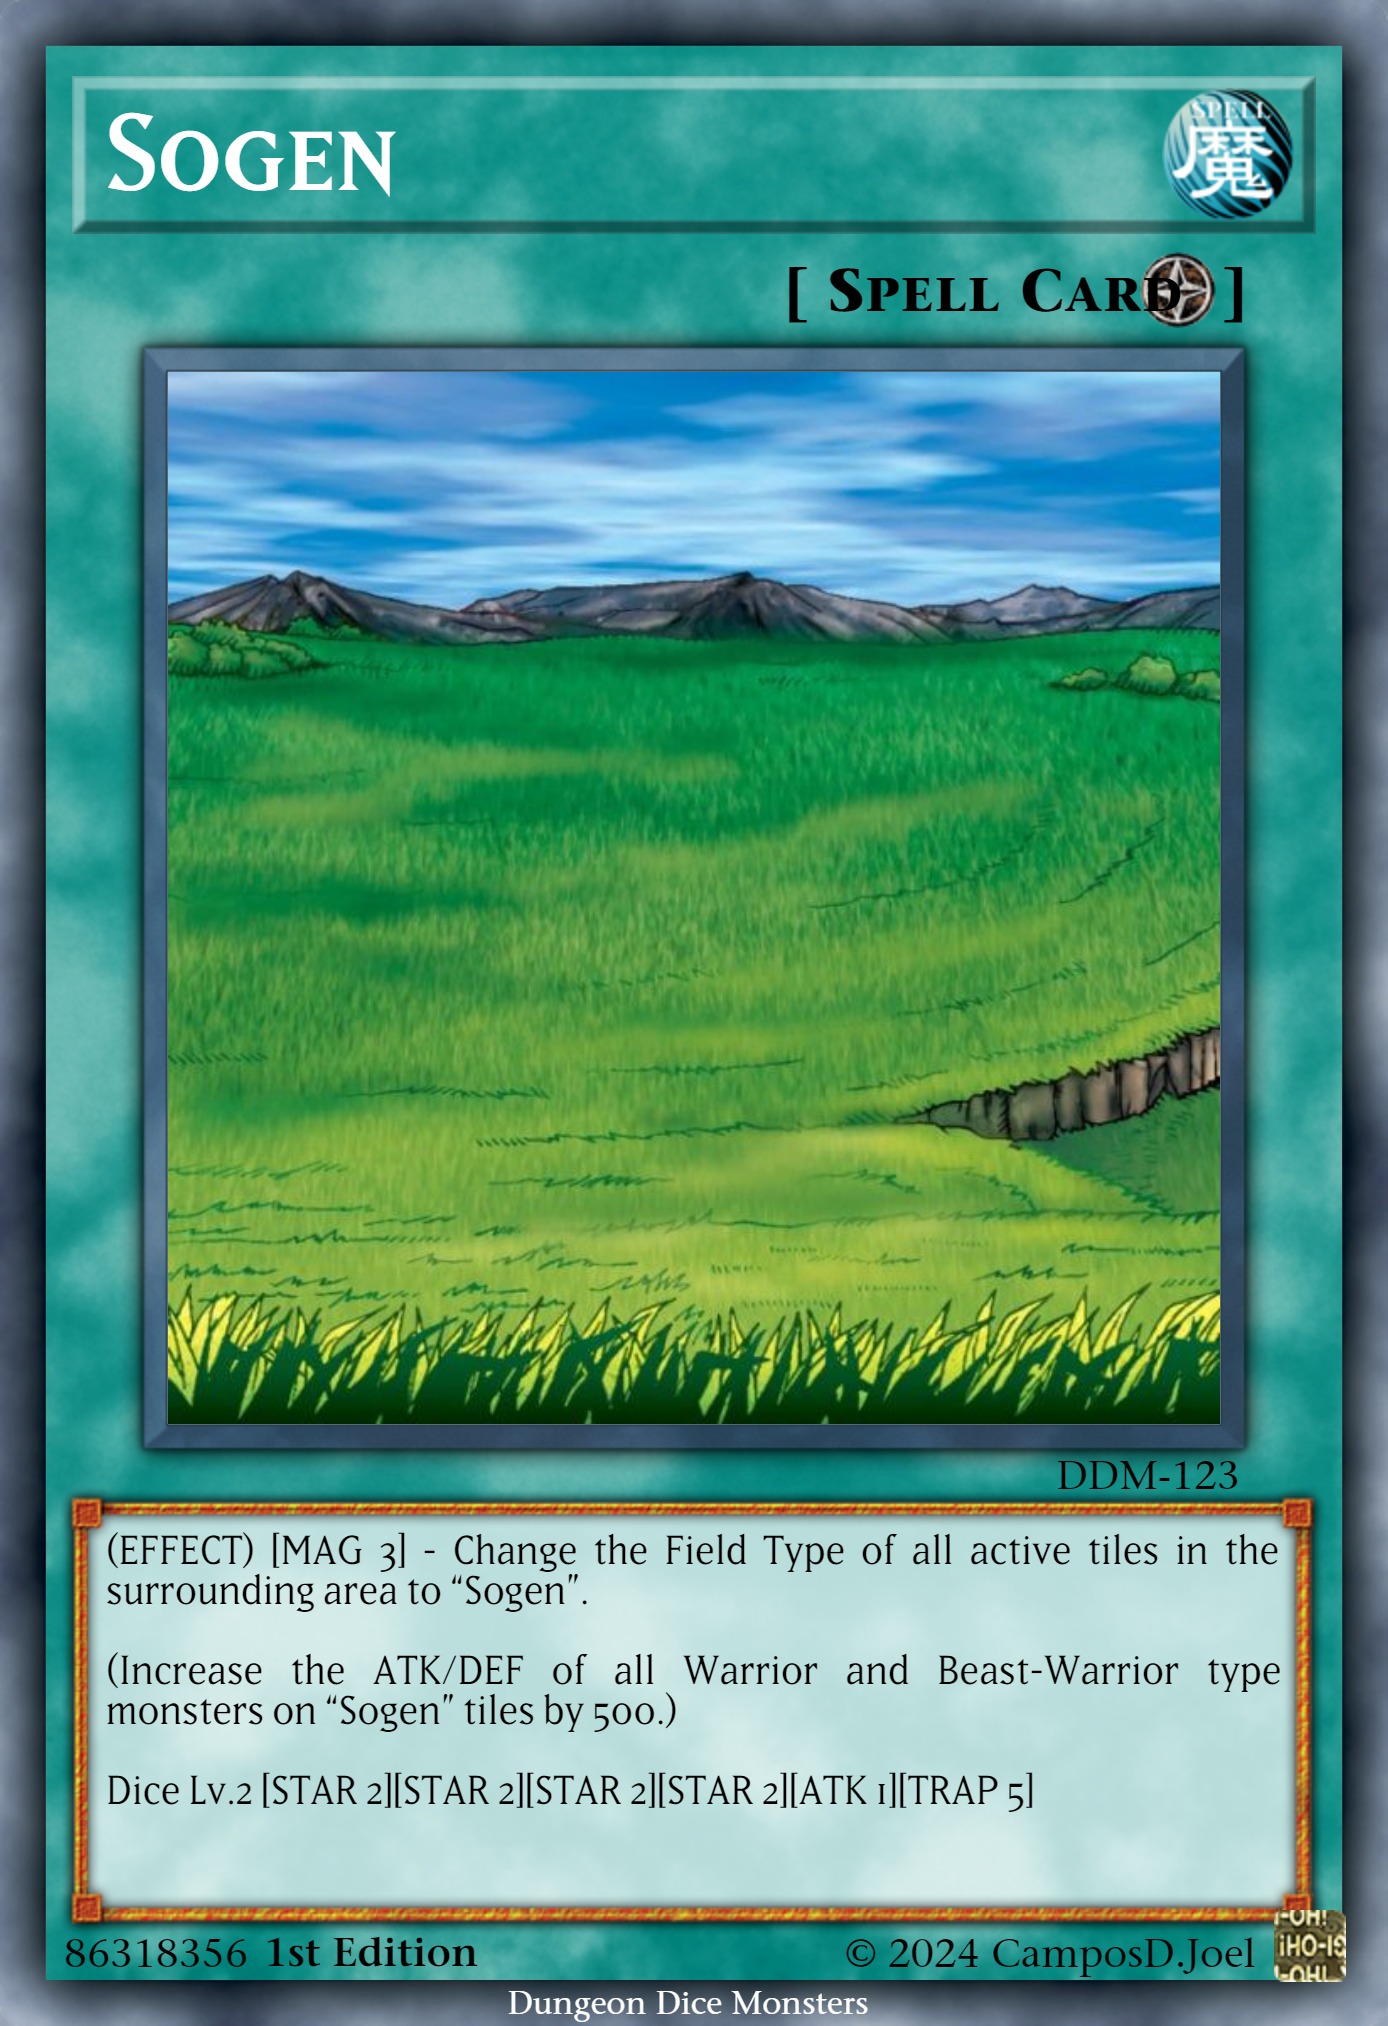 SOGEN
SPELL
魔
[ SPELL CARD ]
DDM-123
(EFFECT) [MAG 3] - Change the Field Type of all active tiles in the
surrounding area to “Sogen”.
(Increase the ATK/DEF of all Warrior and Beast-Warrior type
monsters on “Sogen” tiles by 500.)
Dice Lv.2 [STAR 2][STAR 2][STAR 2][STAR 2][ATK 1][TRAP 5]
86318356 1st Edition
© 2024 CamposD.Joel
Dungeon Dice Monsters